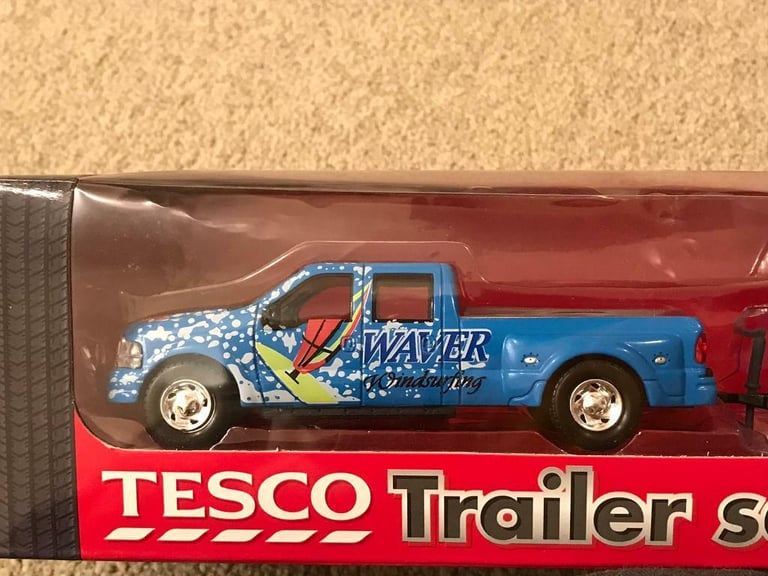 WAVER
Windsurfing
TESCO Trailer s